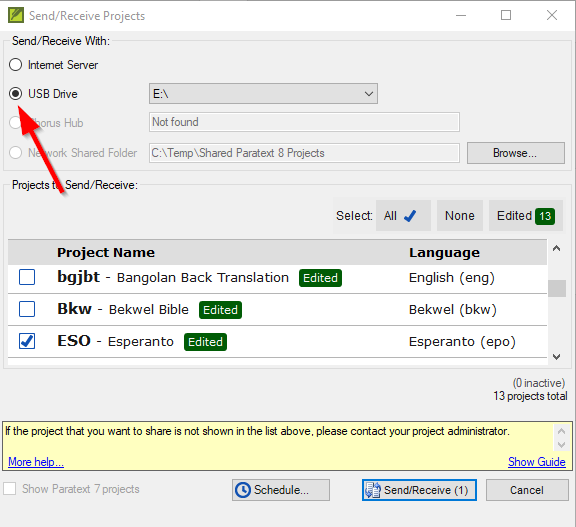 Send/Receive Projects
Send/Receive With:
Internet Server
USB Drive E:\
Chorus Hub Not found
Network Shared Folder C:\Temp\Shared Paratext 8 Projects Browse...
Projects to Send/Receive:
Select: All None Edited 13
Project Name Language
bgjbt - Bangolan Back Translation Edited English (eng)
Bkw - Bekwel Bible Edited Bekwel (bkw)
ESO - Esperanto Edited Esperanto (epo)
(0 inactive)
13 projects total
If the project that you want to share is not shown in the list above, please contact your project administrator.
More help... Show Guide
Show Paratext 7 projects Schedule... Send/Receive (1) Cancel